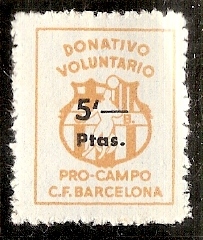 DONATIVO
VOLUNTARIO
5'—
Ptas.
B.
PRO-CAMPO
C.F. BARCELONA